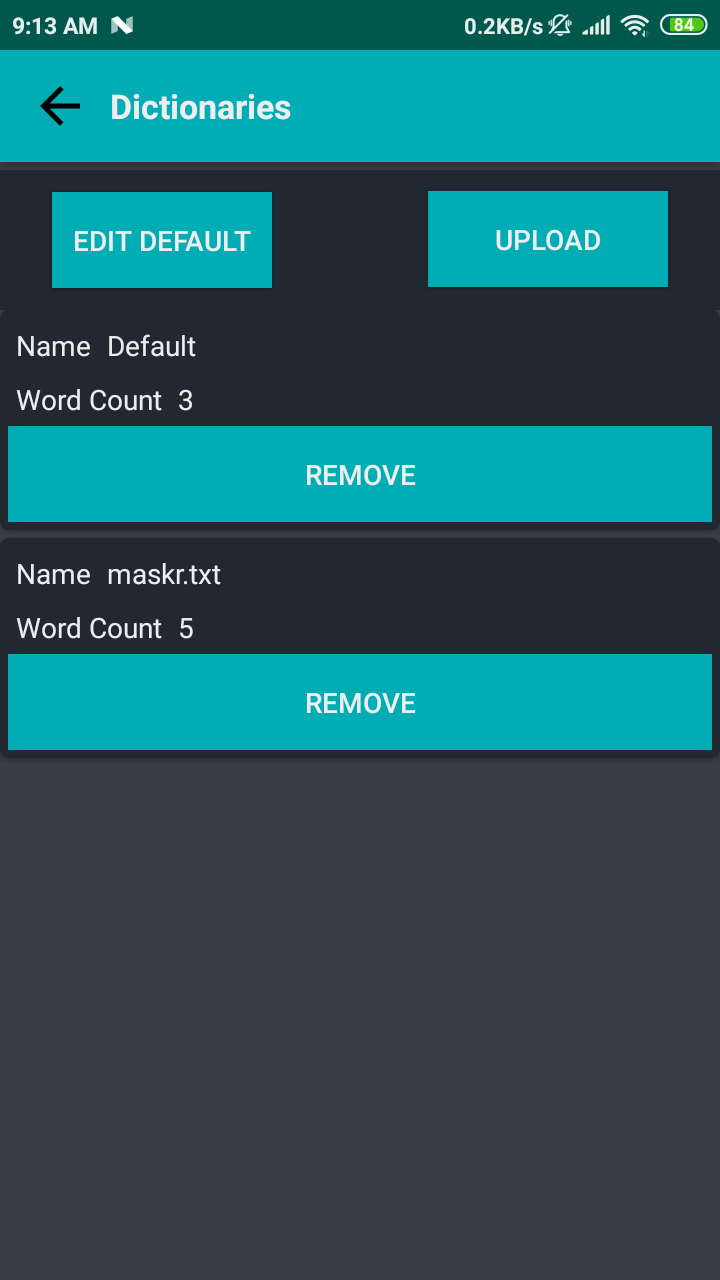 9:13 AM 0.2KB/s 84
Dictionaries
EDIT DEFAULT UPLOAD
Name Default
Word Count 3
REMOVE
Name maskr.txt
Word Count 5
REMOVE